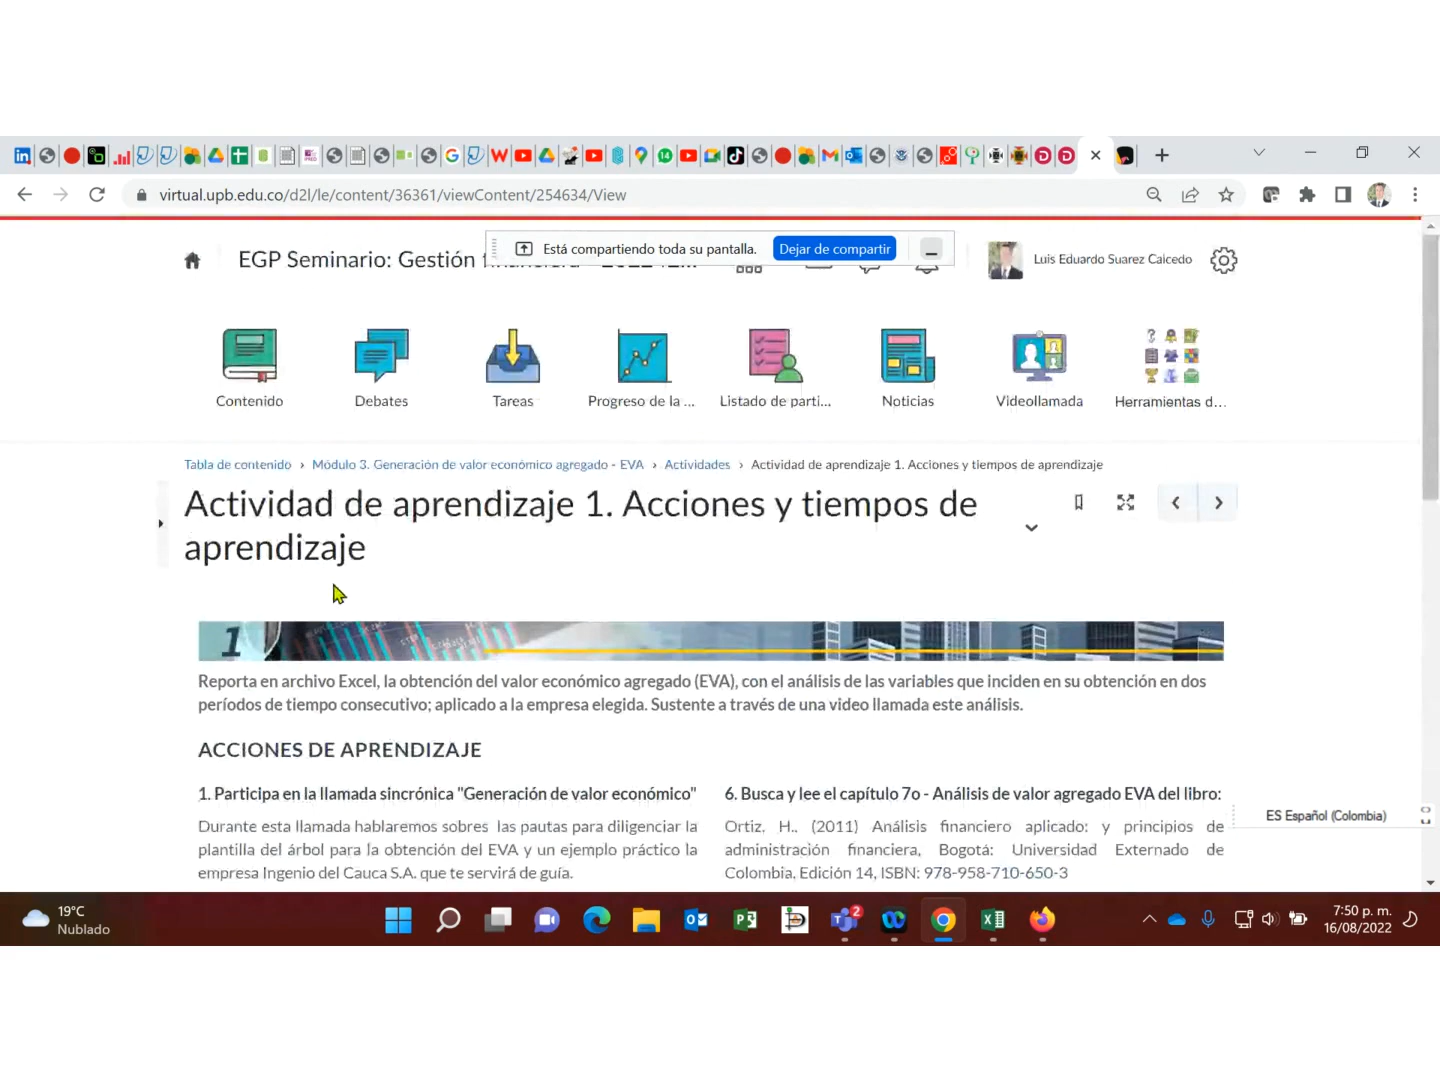 virtual.upb.edu.co/d2l/le/content/36361/viewContent/254634/View
Está compartiendo toda su pantalla.
Dejar de compartir
EGP Seminario: Gestión
Luis Eduardo Suarez Caicedo
Contenido
Debates
Tareas
Progreso de la ...
Listado de parti...
Noticias
Videollamada
Herramientas d...
Tabla de contenido › Módulo 3. Generación de valor económico agregado - EVA › Actividades › Actividad de aprendizaje 1. Acciones y tiempos de aprendizaje
Actividad de aprendizaje 1. Acciones y tiempos de
aprendizaje
1
Reporta en archivo Excel, la obtención del valor económico agregado (EVA), con el análisis de las variables que inciden en su obtención en dos
períodos de tiempo consecutivo; aplicado a la empresa elegida. Sustente a través de una video llamada este análisis.
ACCIONES DE APRENDIZAJE
1. Participa en la llamada sincrónica "Generación de valor económico"
Durante esta llamada hablaremos sobres las pautas para diligenciar la
plantilla del árbol para la obtención del EVA y un ejemplo práctico la
empresa Ingenio del Cauca S.A. que te servirá de guía.
6. Busca y lee el capítulo 7o - Análisis de valor agregado EVA del libro:
Ortiz, H., (2011) Análisis financiero aplicado: y principios de
administración financiera, Bogotá: Universidad Externado de
Colombia, Edición 14, ISBN: 978-958-710-650-3
ES Español (Colombia)
19°C
Nublado
2
7:50 p. m.
16/08/2022